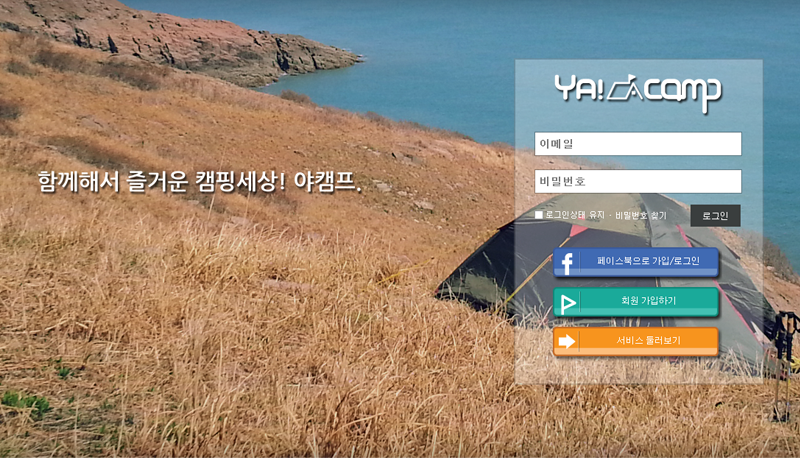 YA! camp
이메일
함께해서 즐거운 캠핑세상! 야캠프.
비밀번호
로그인상태 유지 · 비밀번호 찾기
로그인
페이스북으로 가입/로그인
회원 가입하기
서비스 둘러보기